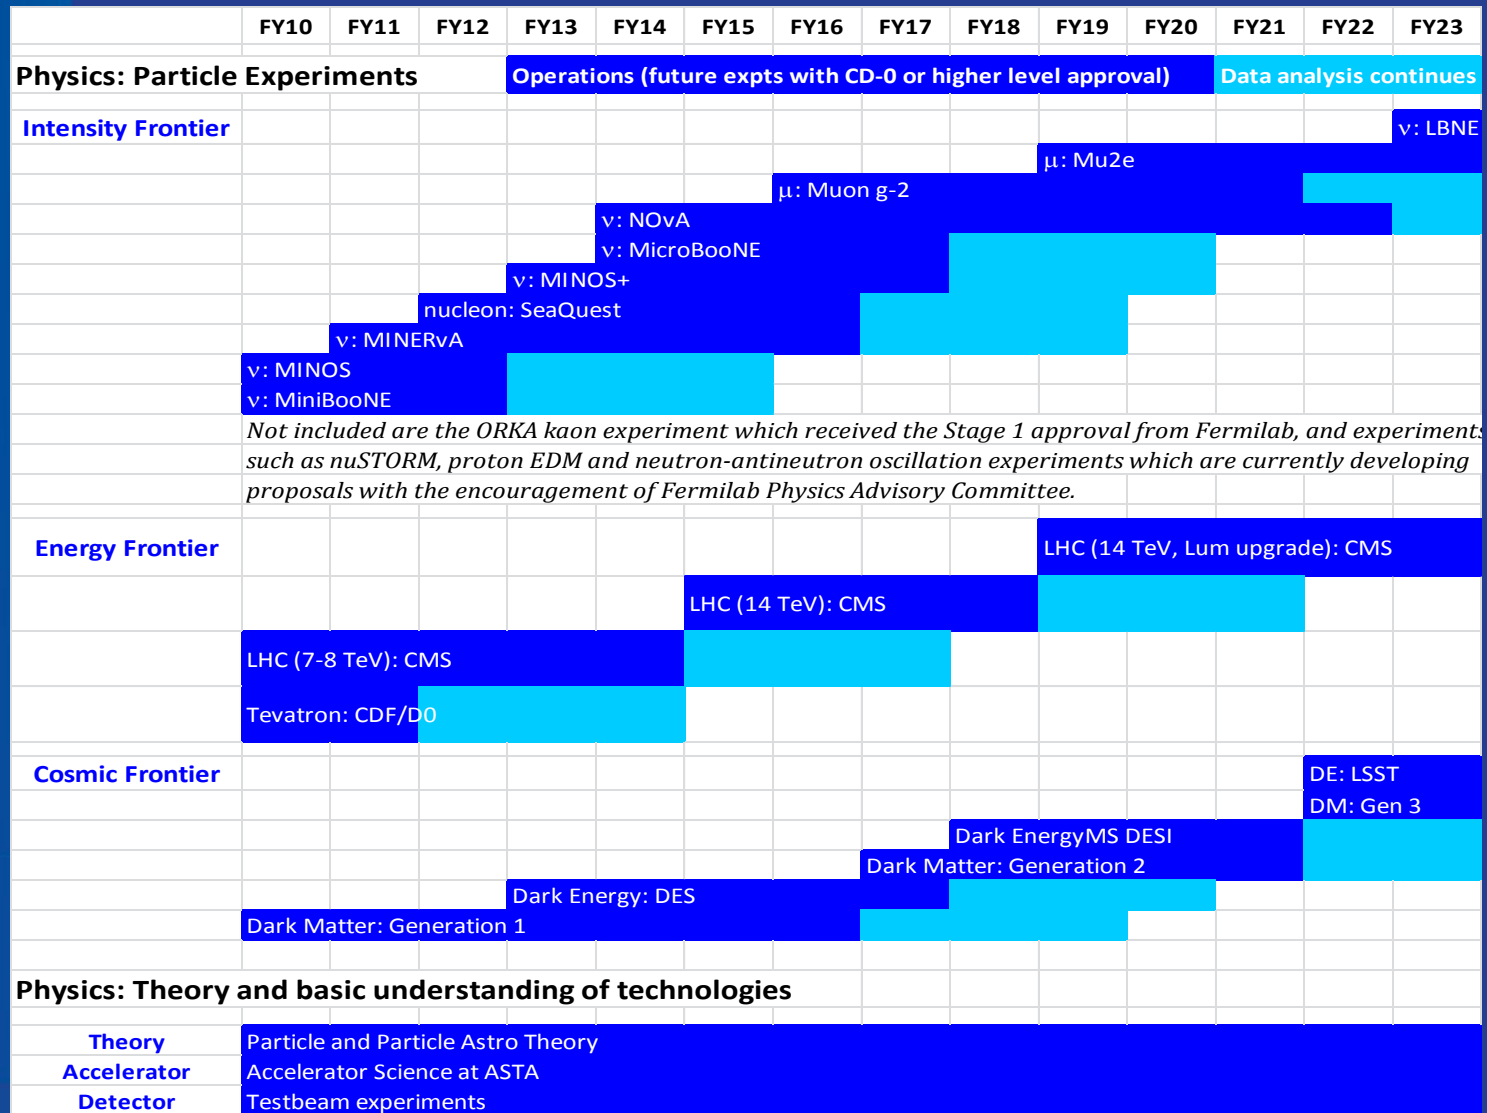 FY10 FY11 FY12 FY13 FY14 FY15 FY16 FY17 FY18 FY19 FY20 FY21 FY22 FY23
Physics: Particle Experiments Operations (future expts with CD-0 or higher level approval) Data analysis continues
Intensity Frontier ν: LBNE
μ: Mu2e
μ: Muon g-2
ν: NOvA
ν: MicroBooNE
ν: MINOS+
nucleon: SeaQuest
ν: MINERvA
ν: MINOS
ν: MiniBooNE
Not included are the ORKA kaon experiment which received the Stage 1 approval from Fermilab, and experiments
such as nuSTORM, proton EDM and neutron-antineutron oscillation experiments which are currently developing
proposals with the encouragement of Fermilab Physics Advisory Committee.
Energy Frontier LHC (14 TeV, Lum upgrade): CMS
LHC (14 TeV): CMS
LHC (7-8 TeV): CMS
Tevatron: CDF/D0
Cosmic Frontier DE: LSST
DM: Gen 3
Dark EnergyMS DESI
Dark Matter: Generation 2
Dark Energy: DES
Dark Matter: Generation 1
Physics: Theory and basic understanding of technologies
Theory Particle and Particle Astro Theory
Accelerator Accelerator Science at ASTA
Detector Testbeam experiments